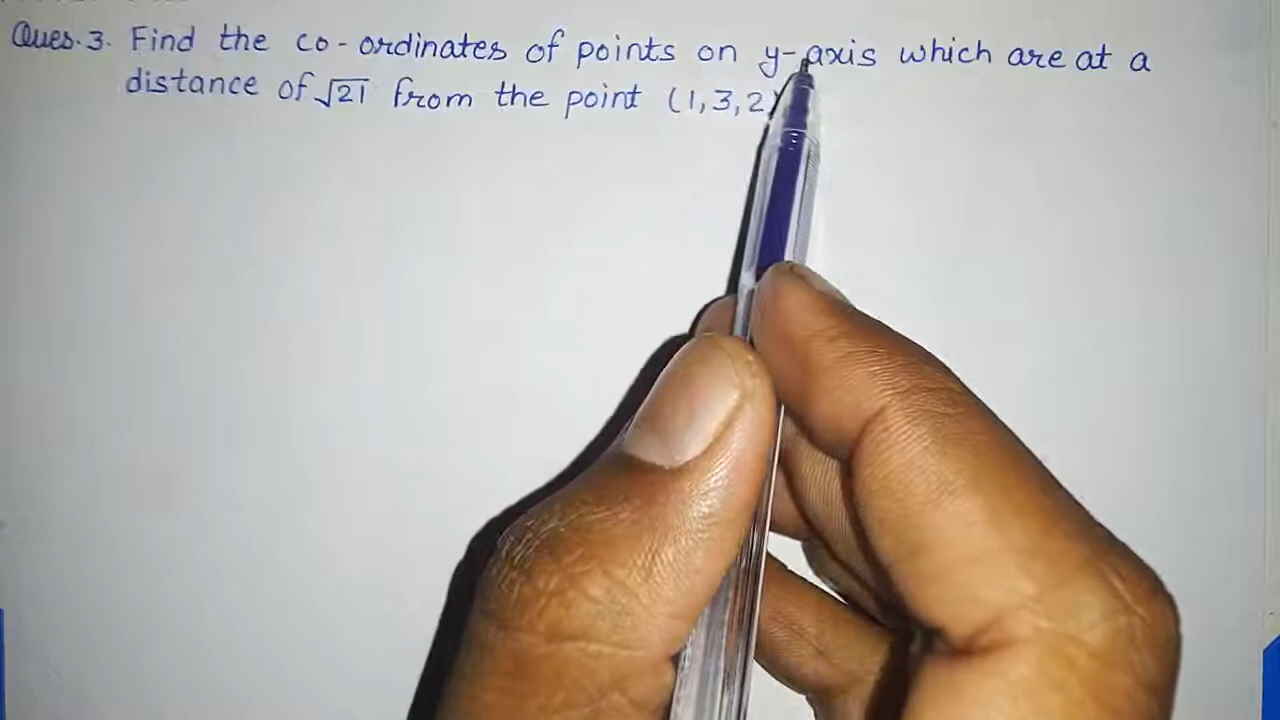 Ques. 3. Find the co-ordinates of points on y-axis which are at a
distance of √21 from the point (1,3,2)